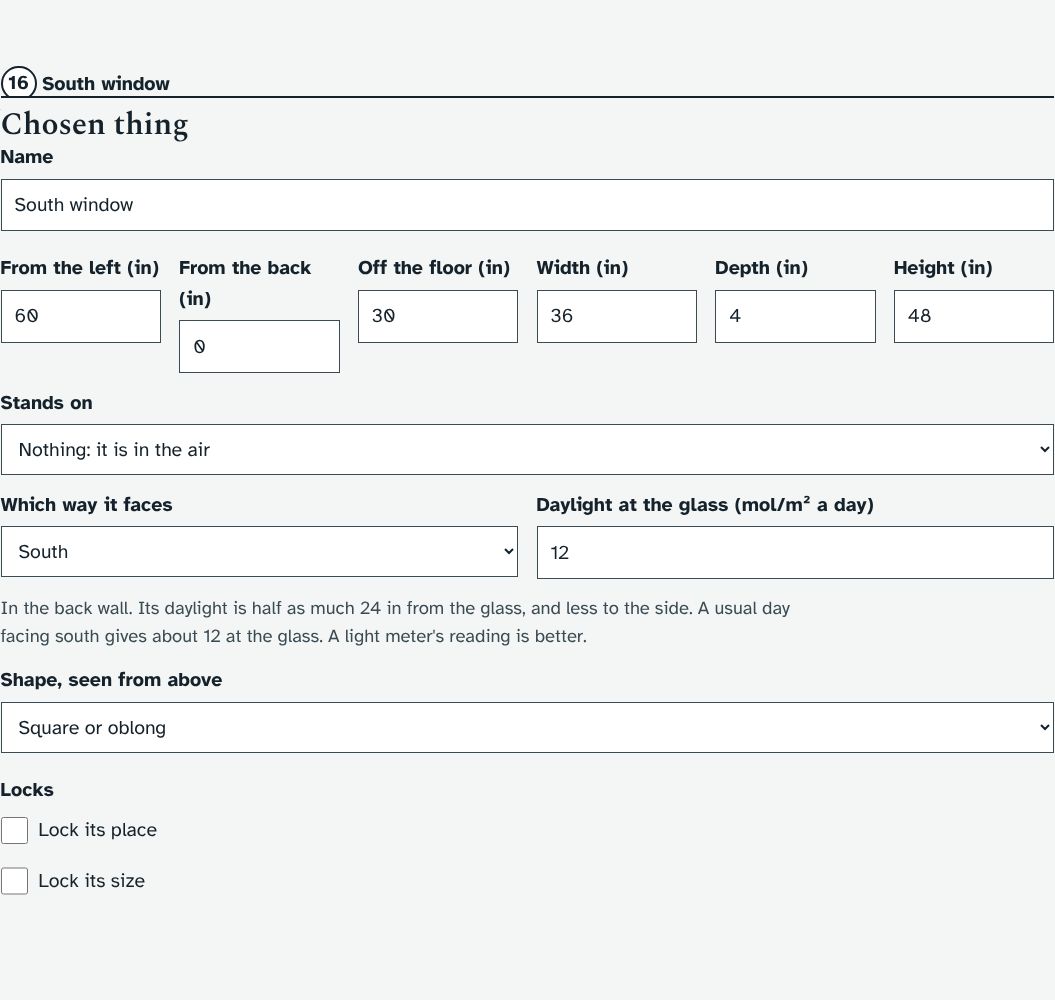 16 South window
Chosen thing
Name
South window
From the left (in)
60
From the back
(in)
0
Off the floor (in)
30
Width (in)
36
Depth (in)
4
Height (in)
48
Stands on
Nothing: it is in the air
Which way it faces
South
Daylight at the glass (mol/m² a day)
12
In the back wall. Its daylight is half as much 24 in from the glass, and less to the side. A usual day
facing south gives about 12 at the glass. A light meter's reading is better.
Shape, seen from above
Square or oblong
Locks
Lock its place
Lock its size